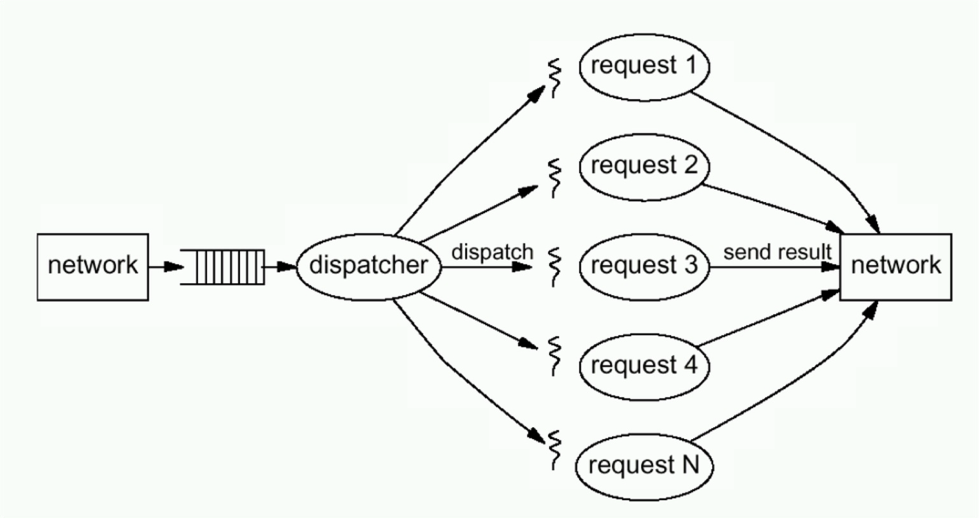 network
dispatcher
dispatch
request 1
request 2
request 3
request 4
request N
send result
network